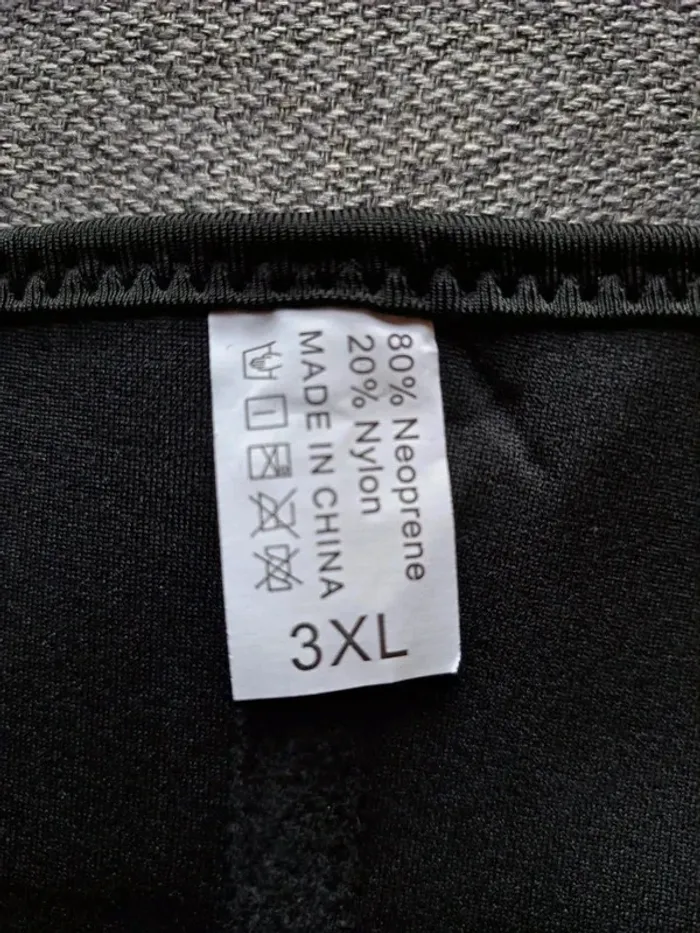 80% Neoprene
20% Nylon
MADE IN CHINA
3XL